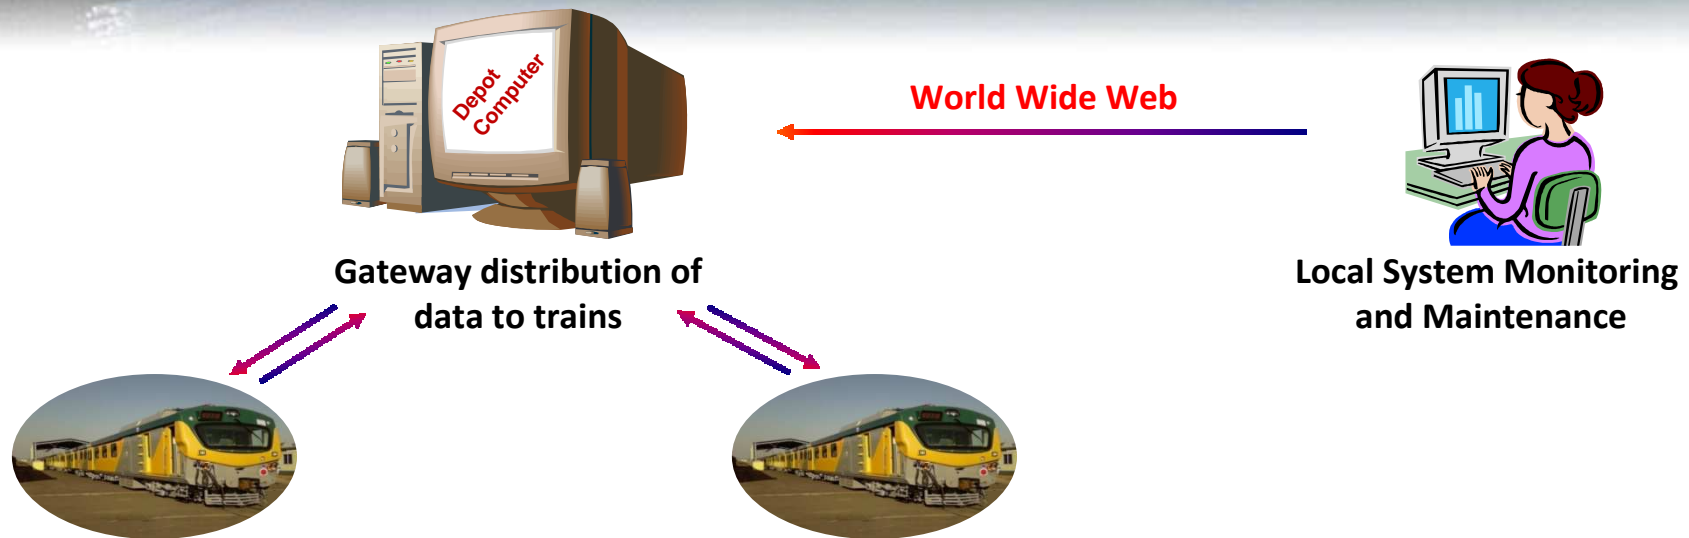 Depot
Computer
World Wide Web
Gateway distribution of
data to trains
Local System Monitoring
and Maintenance